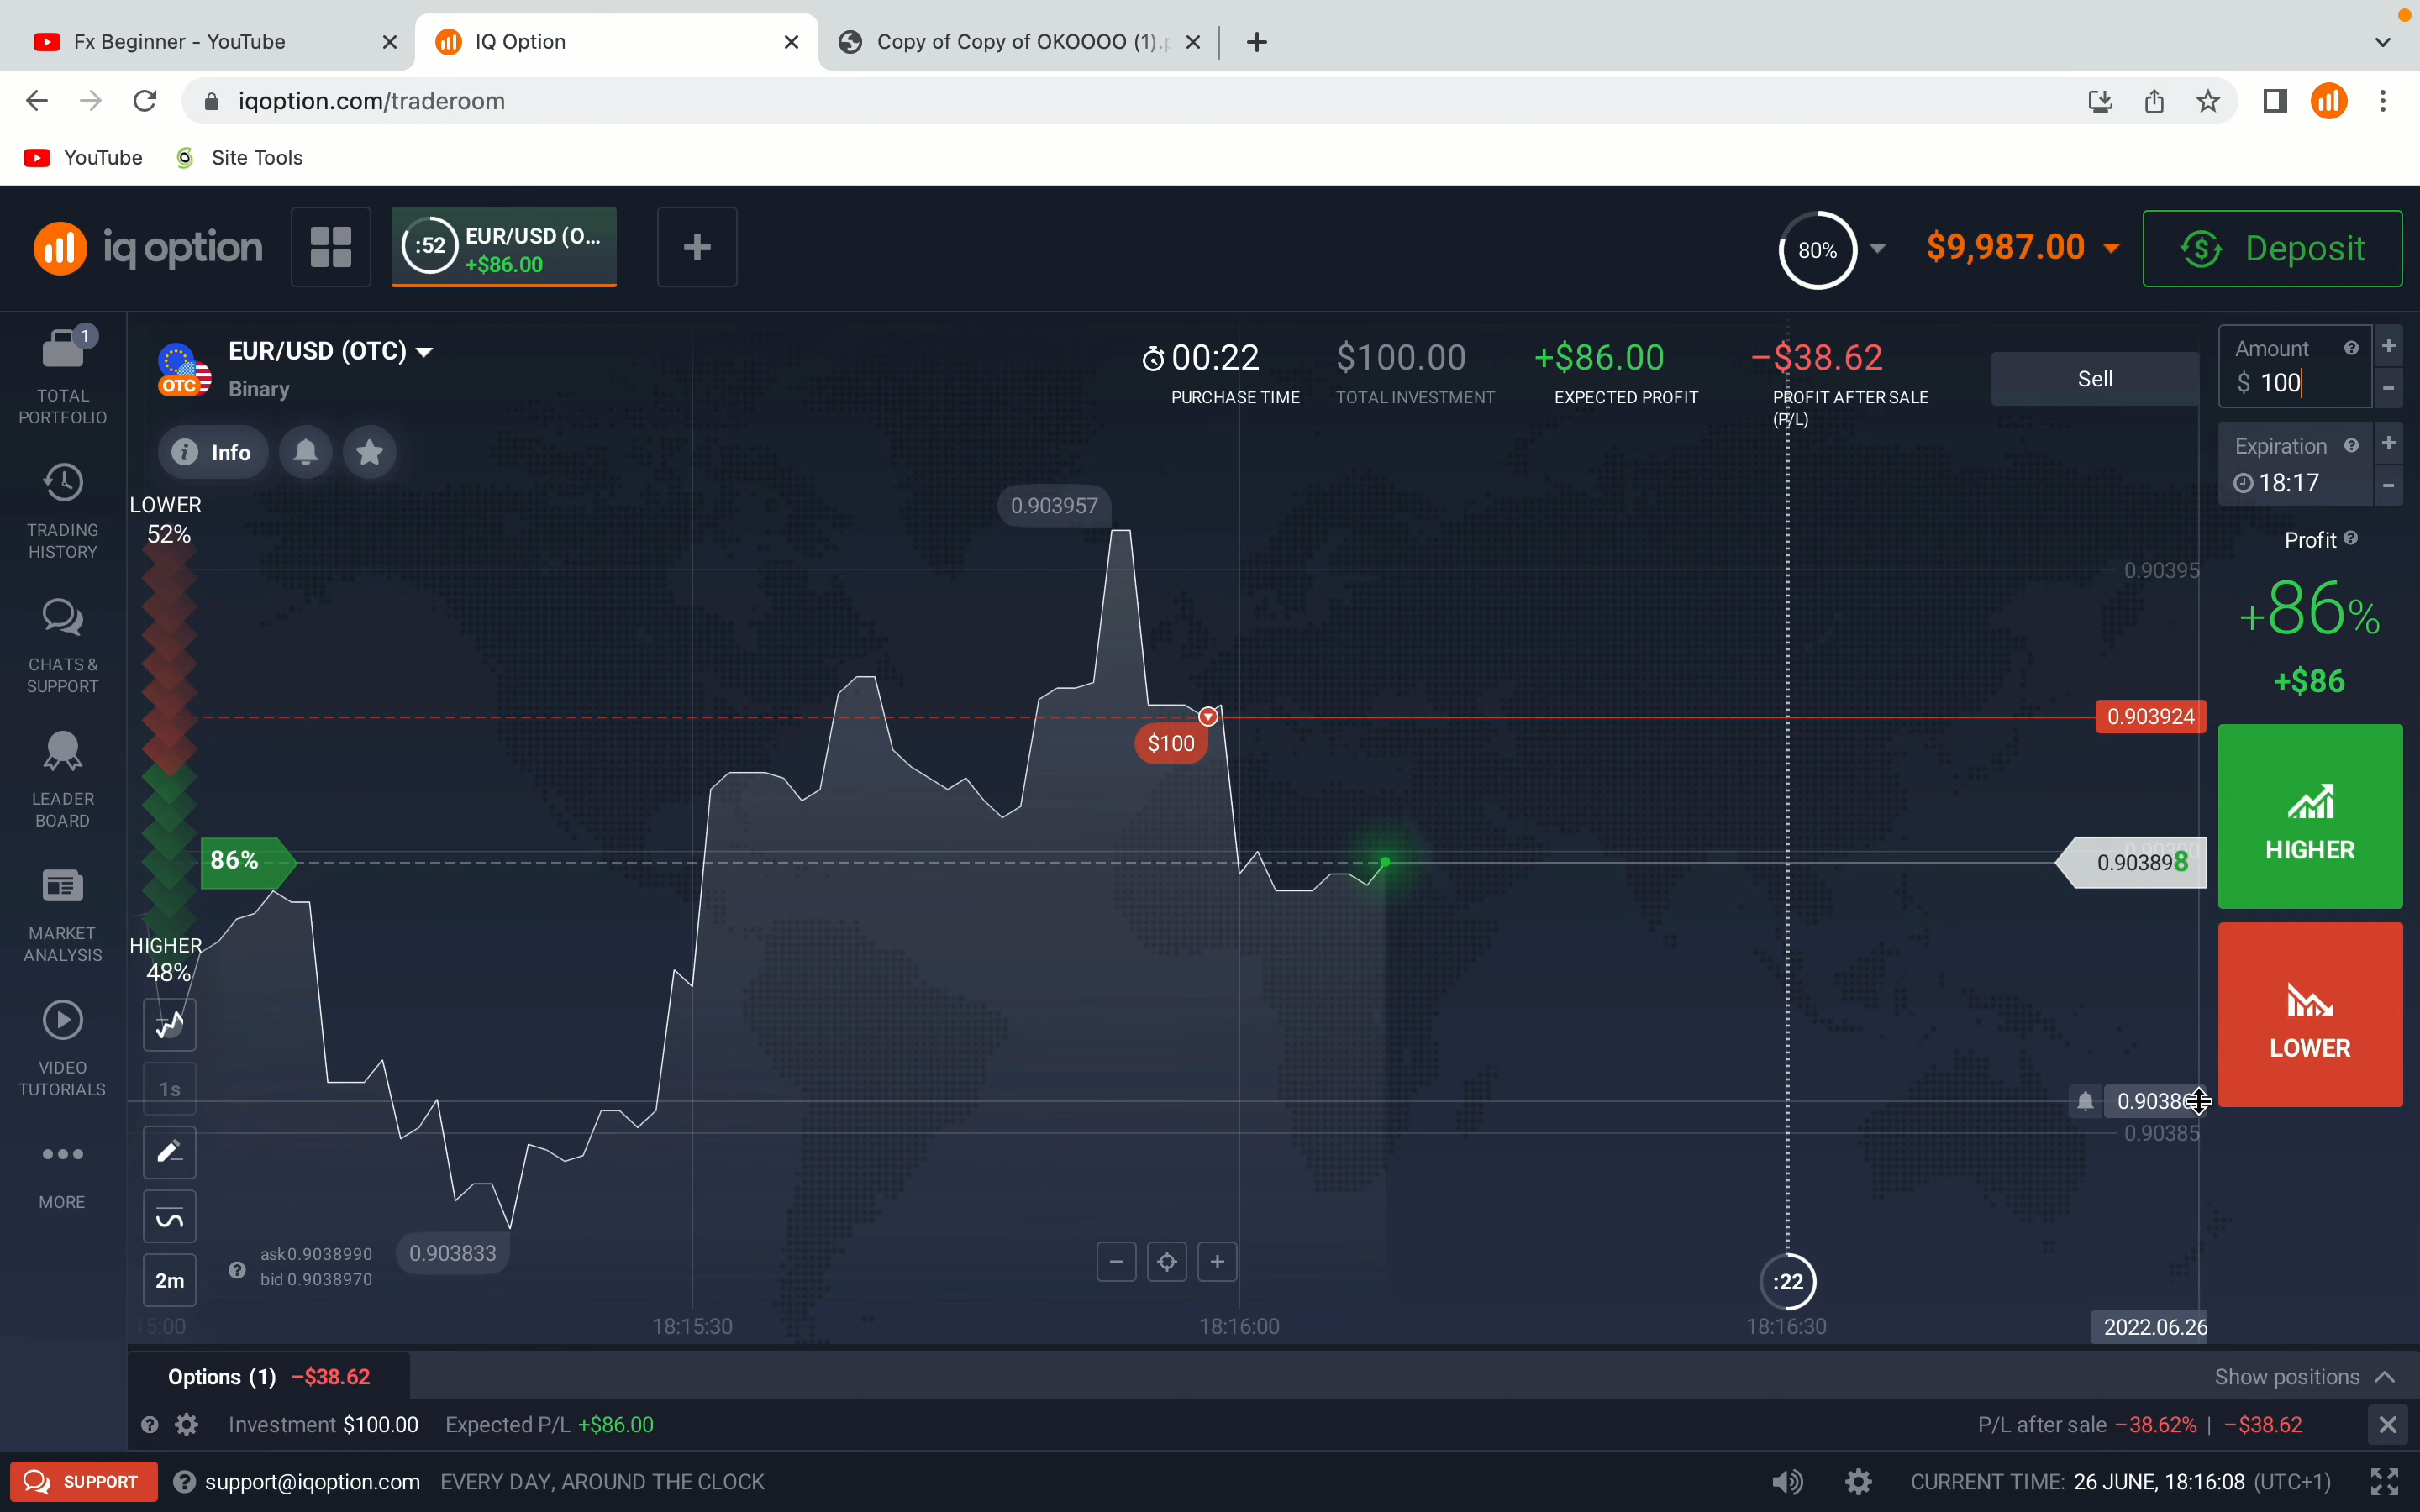 Fx Beginner - YouTube
IQ Option
Copy of Copy of OKOOOO (1).p
iqoption.com/traderoom
YouTube
Site Tools
iq option
:52
EUR/USD (O...
+$86.00
80%
$9,987.00
Deposit
1
TOTAL
PORTFOLIO
TRADING
HISTORY
CHATS &
SUPPORT
LEADER
BOARD
MARKET
ANALYSIS
VIDEO
TUTORIALS
MORE
OTC
EUR/USD (OTC)
Binary
Info
00:22
PURCHASE TIME
$100.00
TOTAL INVESTMENT
+$86.00
EXPECTED PROFIT
-$38.62
PROFIT AFTER SALE
(P/L)
Sell
Amount
$ 100
Expiration
18:17
Profit
+86%
+$86
HIGHER
LOWER
LOWER
52%
86%
HIGHER
48%
0.903957
0.90395
$100
0.903924
0.903898
0.90385
1s
2m
ask0.9038990
bid 0.9038970
0.903833
:22
15:00
18:15:30
18:16:00
18:16:30
2022.06.26
Options (1) -$38.62
Show positions
Investment $100.00 Expected P/L +$86.00
P/L after sale -38.62% | -$38.62
SUPPORT
support@iqoption.com EVERY DAY, AROUND THE CLOCK
CURRENT TIME: 26 JUNE, 18:16:08 (UTC+1)